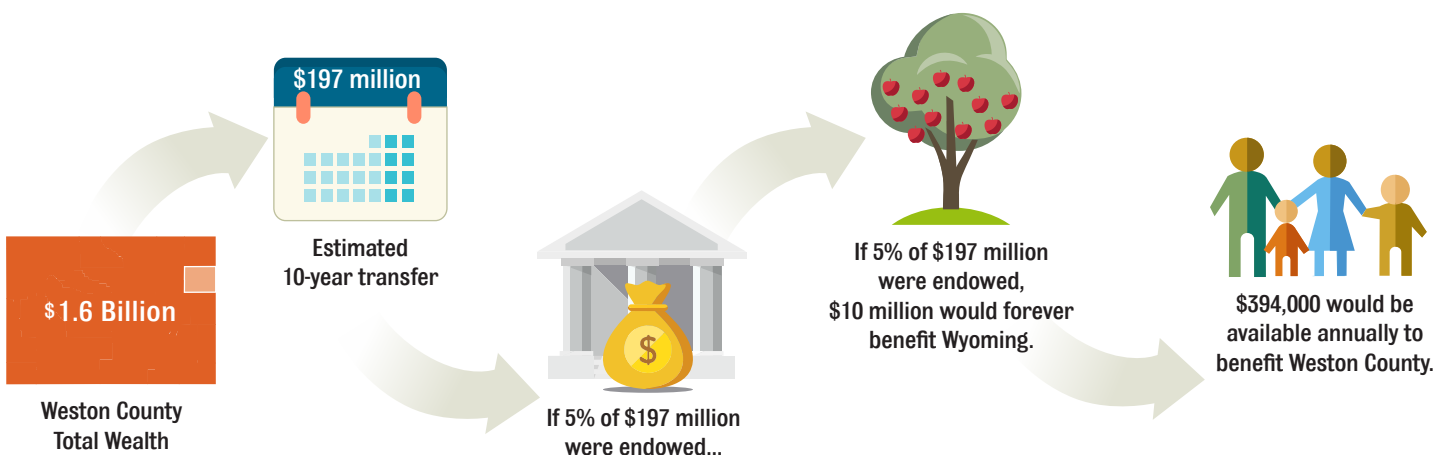 $1.6 Billion
Weston County
Total Wealth
$197 million
Estimated
10-year transfer
$
If 5% of $197 million
were endowed...
If 5% of $197 million
were endowed,
$10 million would forever
benefit Wyoming.
$394,000 would be
available annually to
benefit Weston County.